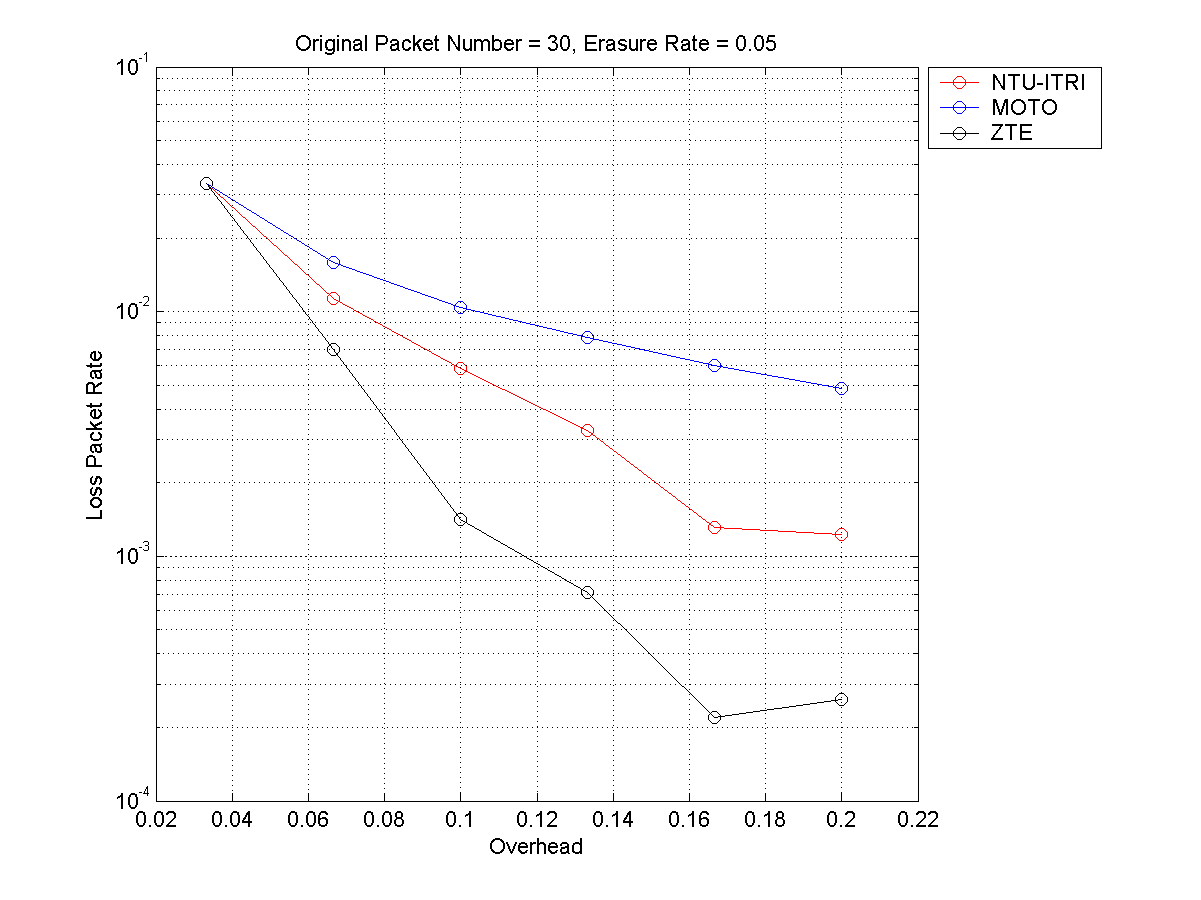 Original Packet Number = 30, Erasure Rate = 0.05
NTU-ITRI
MOTO
ZTE
10^-1
10^-2
10^-3
10^-4
Loss Packet Rate
0.02 0.04 0.06 0.08 0.1 0.12 0.14 0.16 0.18 0.2 0.22
Overhead